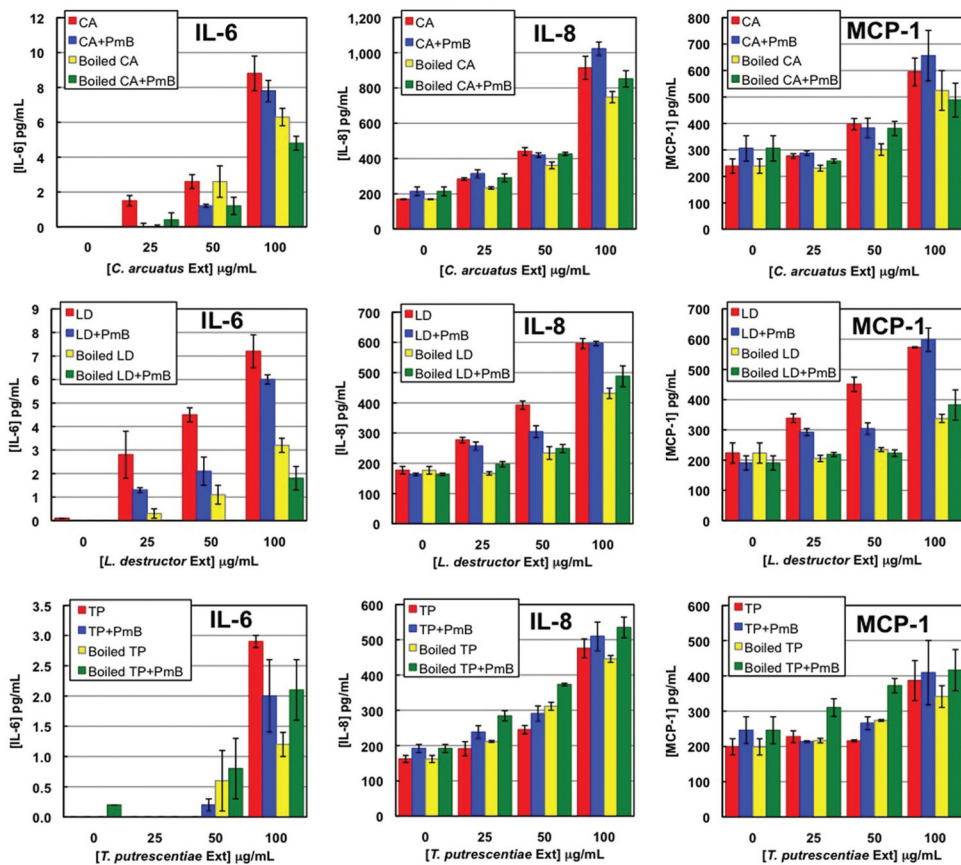 IL-6
CA
CA+PmB
Boiled CA
Boiled CA+PmB
[IL-6] pg/mL
12
10
8
6
4
2
0
0 25 50 100
[C. arcuatus Ext] µg/mL
IL-8
CA
CA+PmB
Boiled CA
Boiled CA+PmB
[IL-8] pg/mL
1,200
1,000
800
600
400
200
0
0 25 50 100
[C. arcuatus Ext] µg/mL
MCP-1
CA
CA+PmB
Boiled CA
Boiled CA+PmB
[MCP-1] pg/mL
800
700
600
500
400
300
200
100
0
0 25 50 100
[C. arcuatus Ext] µg/mL
IL-6
LD
LD+PmB
Boiled LD
Boiled LD+PmB
[IL-6] pg/mL
9
8
7
6
5
4
3
2
1
0
0 25 50 100
[L. destructor Ext] µg/mL
IL-8
LD
LD+PmB
Boiled LD
Boiled LD+PmB
[IL-8] pg/mL
700
600
500
400
300
200
100
0
0 25 50 100
[L. destructor Ext] µg/mL
MCP-1
LD
LD+PmB
Boiled LD
Boiled LD+PmB
[MCP-1] pg/mL
700
600
500
400
300
200
100
0
0 25 50 100
[L. destructor Ext] µg/mL
IL-6
TP
TP+PmB
Boiled TP
Boiled TP+PmB
[IL-6] pg/mL
3.5
3.0
2.5
2.0
1.5
1.0
0.5
0.0
0 25 50 100
[T. putrescentiae Ext] µg/mL
IL-8
TP
TP+PmB
Boiled TP
Boiled TP+PmB
[IL-8] pg/mL
600
500
400
300
200
100
0
0 25 50 100
[T. putrescentiae Ext] µg/mL
MCP-1
TP
TP+PmB
Boiled TP
Boiled TP+PmB
[MCP-1] pg/mL
600
500
400
300
200
100
0
0 25 50 100
[T. putrescentiae Ext] µg/mL